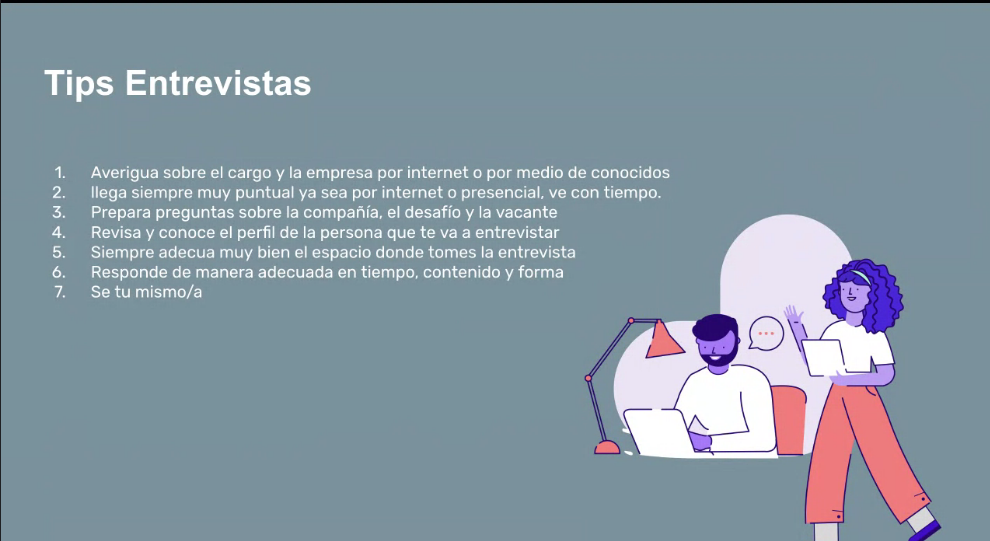 Tips Entrevistas
1. Averigua sobre el cargo y la empresa por internet o por medio de conocidos
2. llega siempre muy puntual ya sea por internet o presencial, ve con tiempo.
3. Prepara preguntas sobre la compañía, el desafío y la vacante
4. Revisa y conoce el perfil de la persona que te va a entrevistar
5. Siempre adecua muy bien el espacio donde tomes la entrevista
6. Responde de manera adecuada en tiempo, contenido y forma
7. Se tu mismo/a